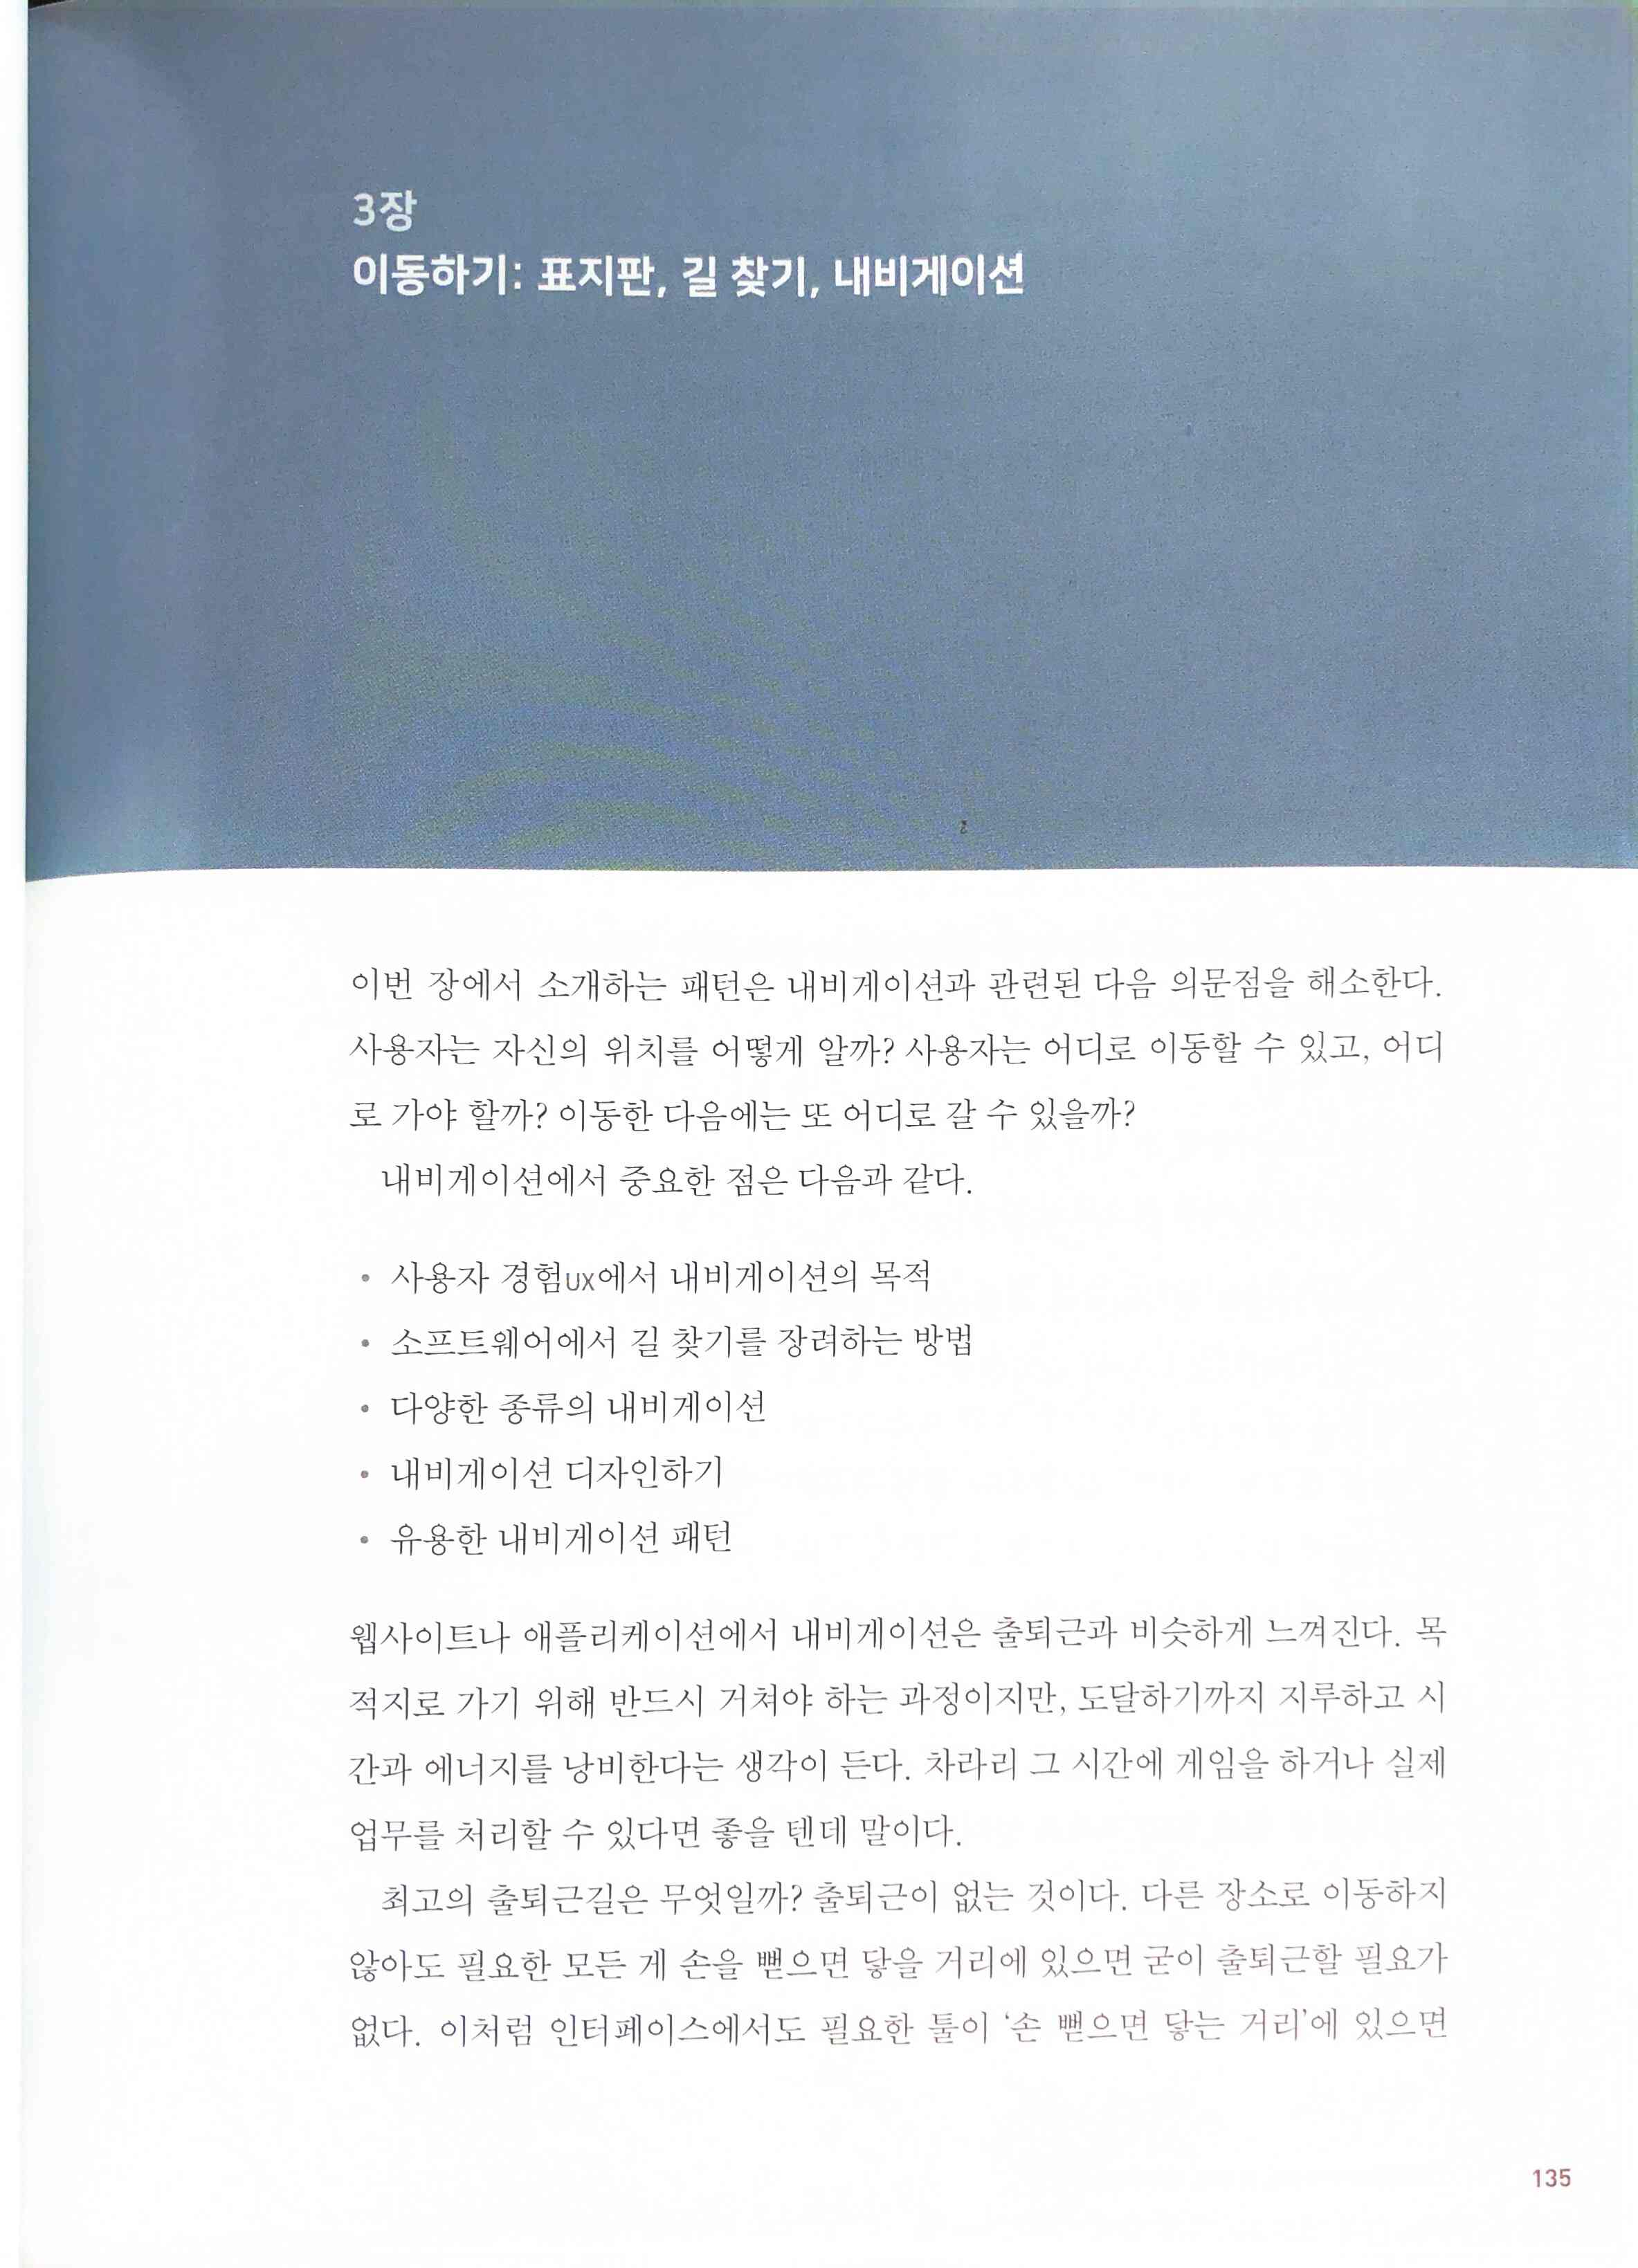 3장
이동하기: 표지판, 길 찾기, 내비게이션
이번 장에서 소개하는 패턴은 내비게이션과 관련된 다음 의문점을 해소한다.
사용자는 자신의 위치를 어떻게 알까? 사용자는 어디로 이동할 수 있고, 어디
로 가야 할까? 이동한 다음에는 또 어디로 갈 수 있을까?
내비게이션에서 중요한 점은 다음과 같다.
• 사용자 경험UX에서 내비게이션의 목적
• 소프트웨어에서 길 찾기를 장려하는 방법
• 다양한 종류의 내비게이션
• 내비게이션 디자인하기
• 유용한 내비게이션 패턴
웹사이트나 애플리케이션에서 내비게이션은 출퇴근과 비슷하게 느껴진다. 목
적지로 가기 위해 반드시 거쳐야 하는 과정이지만, 도달하기까지 지루하고 시
간과 에너지를 낭비한다는 생각이 든다. 차라리 그 시간에 게임을 하거나 실제
업무를 처리할 수 있다면 좋을 텐데 말이다.
최고의 출퇴근길은 무엇일까? 출퇴근이 없는 것이다. 다른 장소로 이동하지
않아도 필요한 모든 게 손을 뻗으면 닿을 거리에 있으면 굳이 출퇴근할 필요가
없다. 이처럼 인터페이스에서도 필요한 툴이 ‘손 뻗으면 닿는 거리’에 있으면
135